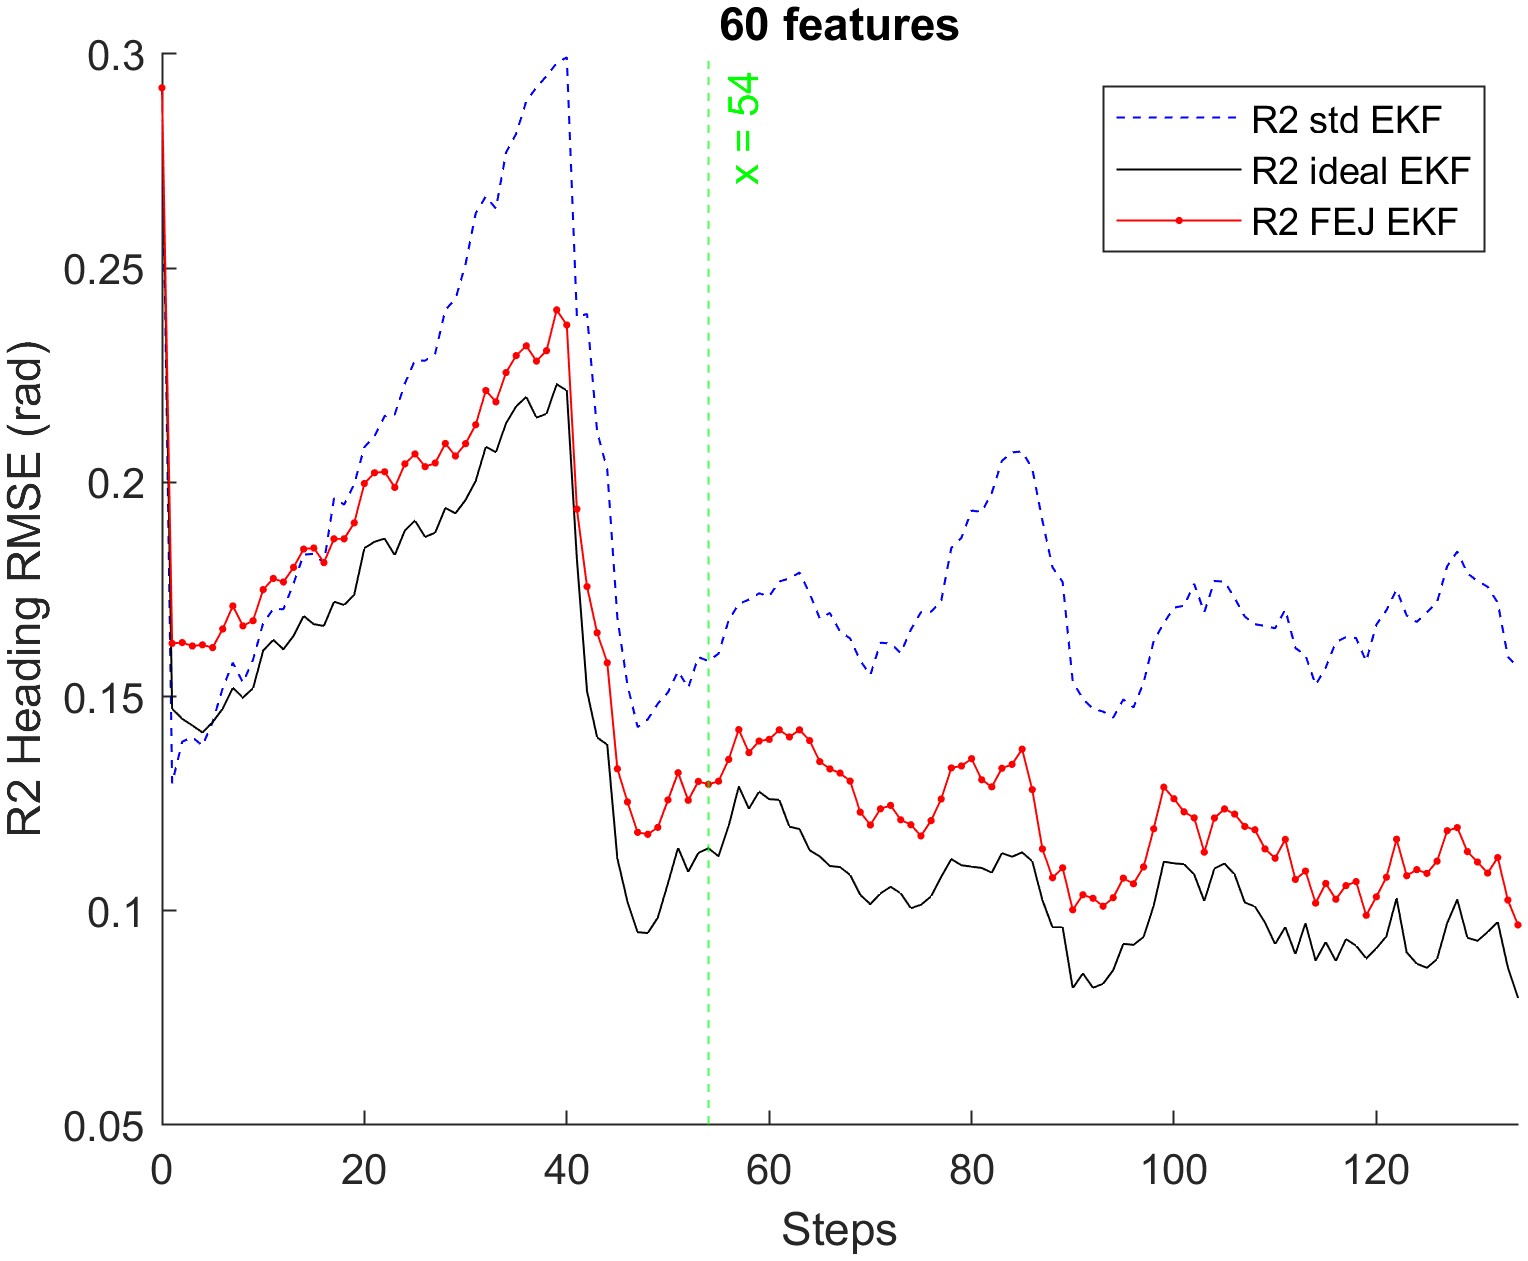 60 features
0.3
0.25
0.2
0.15
0.1
0.05
R2 Heading RMSE (rad)
x = 54
R2 std EKF
R2 ideal EKF
R2 FEJ EKF
0 20 40 60 80 100 120
Steps